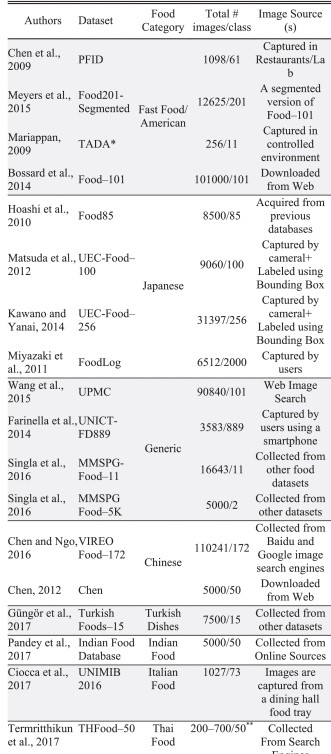 Authors Dataset Food Category Total # images/class Image Source (s)
Chen et al., 2009 PFID 1098/61 Captured in Restaurants/La b
Fast Food/ American
Meyers et al., 2015 Food201- Segmented 12625/201 A segmented version of Food–101
Mariappan, 2009 TADA* 256/11 Captured in controlled environment
Bossard et al., 2014 Food–101 101000/101 Downloaded from Web
Hoashi et al., 2010 Food85 8500/85 Acquired from previous databases
Japanese
Matsuda et al., 2012 UEC-Food– 100 9060/100 Captured by cameral+ Labeled using Bounding Box
Kawano and Yanai, 2014 UEC-Food– 256 31397/256 Captured by cameral+ Labeled using Bounding Box
Miyazaki et al., 2011 FoodLog 6512/2000 Captured by users
Wang et al., 2015 UPMC 90840/101 Web Image Search
Generic
Farinella et al., 2014 UNICT- FD889 3583/889 Captured by users using a smartphone
Singla et al., 2016 MMSPG- Food–11 16643/11 Collected from other food datasets
Singla et al., 2016 MMSPG Food–5K 5000/2 Collected from other datasets
Chen and Ngo, 2016 VIREO Food–172 110241/172 Collected from Baidu and Google image search engines
Chinese
Chen, 2012 Chen 5000/50 Downloaded from Web
Güngör et al., 2017 Turkish Foods–15 Turkish Dishes 7500/15 Collected from other datasets
Pandey et al., 2017 Indian Food Database Indian Food 5000/50 Collected from Online Sources
Ciocca et al., 2017 UNIMIB 2016 Italian Food 1027/73 Images are captured from a dining hall food tray
Termritthikun et al., 2017 THFood–50 Thai Food 200–700/50** Collected From Search